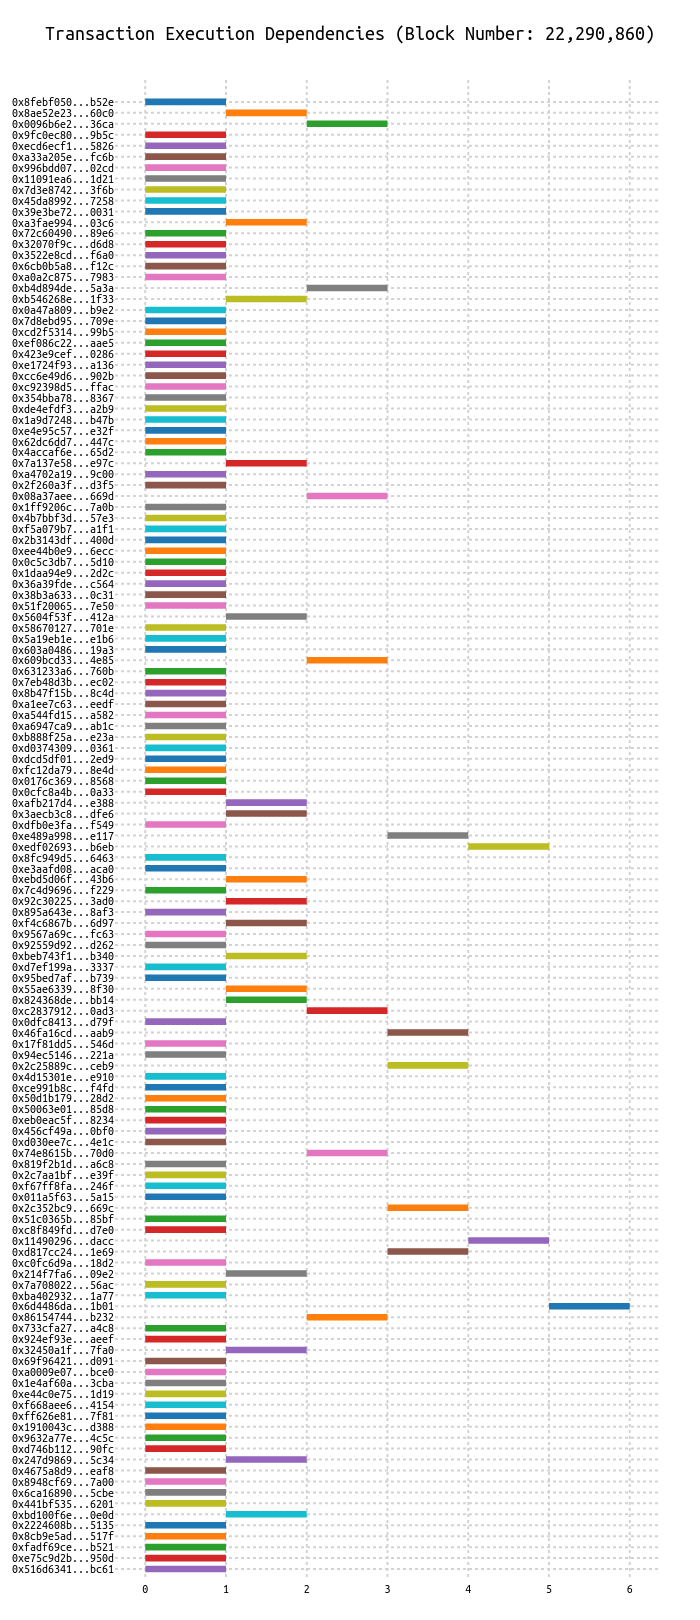 Transaction Execution Dependencies (Block Number: 22,290,860)
0x8febf050...b52e
0x8ae52e23...60c0
0x0096b6e2...36ca
0x9fc0ec80...9b5c
0xecd6ecf1...5826
0xa33a205e...fc6b
0x996bdd07...02cd
0x11091ea6...1d21
0x7d3e8742...3f6b
0x45da8992...7258
0x39e3be72...0031
0xa3fae994...03c6
0x72c60490...89e6
0x32070f9c...d6d8
0x3522e8cd...f6a0
0x6cb0b5a8...f12c
0xa0a2c875...7983
0xb4d894de...5a3a
0xb546268e...1f33
0x0a47a809...b9e2
0x7d8ebd95...709e
0xcd2f5314...99b5
0xef086c22...aae5
0x423e9cef...0286
0xe1724f93...a136
0xcc6e49d6...902b
0xc92398d5...ffac
0x354bba78...8367
0xde4efdf3...a2b9
0x1a9d7248...b47b
0xe4e95c57...e32f
0x62dc6dd7...447c
0x4accaf6e...65d2
0x7a137e58...e97c
0xa4702a19...9c00
0x2f260a3f...d3f5
0x08a37aee...669d
0x1ff9206c...7a0b
0x4b7bbf3d...57e3
0xf5a079b7...a1f1
0x2b3143df...400d
0xee44b0e9...6ecc
0x0c5c3db7...5d10
0x1daa94e9...2d2c
0x36a39fde...c564
0x38b3a633...0c31
0x51f20065...7e50
0x5604f53f...412a
0x58670127...701e
0x5a19eb1e...e1b6
0x603a0486...19a3
0x609bcd33...4e85
0x631233a6...760b
0x7eb48d3b...ec02
0x8b47f15b...8c4d
0xa1ee7c63...eedf
0xa544fd15...a582
0xa6947ca9...ab1c
0xb888f25a...e23a
0xd0374309...0361
0xdcd5df01...2ed9
0xfc12da79...8e4d
0x0176c369...8568
0x0cfc8a4b...0a33
0xafb217d4...e388
0x3aecb3c8...dfe6
0xdfb0e3fa...f549
0xe489a998...e117
0xedf02693...b6eb
0x8fc949d5...6463
0xe3aafd08...aca0
0xebd5d06f...43b6
0x7c4d9696...f229
0x92c30225...3ad0
0x895a643e...8af3
0xf4c6867b...6d97
0x9567a69c...fc63
0x92559d92...d262
0xbeb743f1...b340
0xd7ef199a...3337
0x95bed7af...b739
0x55ae6339...8f30
0x824368de...bb14
0xc2837912...0ad3
0x0dfc8413...d79f
0x46fa16cd...aab9
0x17f81dd5...546d
0x94ec5146...221a
0x2c25889c...ceb9
0x4d15301e...e910
0xce991b8c...f4fd
0x50d1b179...28d2
0x50063e01...85d8
0xeb0eac5f...8234
0x456cf49a...0bf0
0xd030ee7c...4e1c
0x74e8615b...70d0
0x819f2b1d...a6c8
0x2c7aa1bf...e39f
0xf67ff8fa...246f
0x011a5f63...5a15
0x2c352bc9...669c
0x51c0365b...85bf
0xc8f849fd...d7e0
0x11490296...dacc
0xd817cc24...1e69
0xc0fc6d9a...18d2
0x214f7fa6...09e2
0x7a708022...56ac
0xba402932...1a77
0x6d4486da...1b01
0x86154744...b232
0x733cfa27...a4c8
0x924ef93e...aeef
0x32450a1f...7fa0
0x69f96421...d091
0xa0009e07...bce0
0x1e4af60a...3cba
0xe44c0e75...1d19
0xf668aee6...4154
0xff626e81...7f81
0x1910043c...d388
0x9632a77e...4c5c
0xd746b112...90fc
0x247d9869...5c34
0x4675a8d9...eaf8
0x8948cf69...7a00
0x6ca16890...5cbe
0x441bf535...6201
0xbd100f6e...0e0d
0x2224608b...5135
0x8cb9e5ad...517f
0xfadf69ce...b521
0xe75c9d2b...950d
0x516d6341...bc61
0 1 2 3 4 5 6